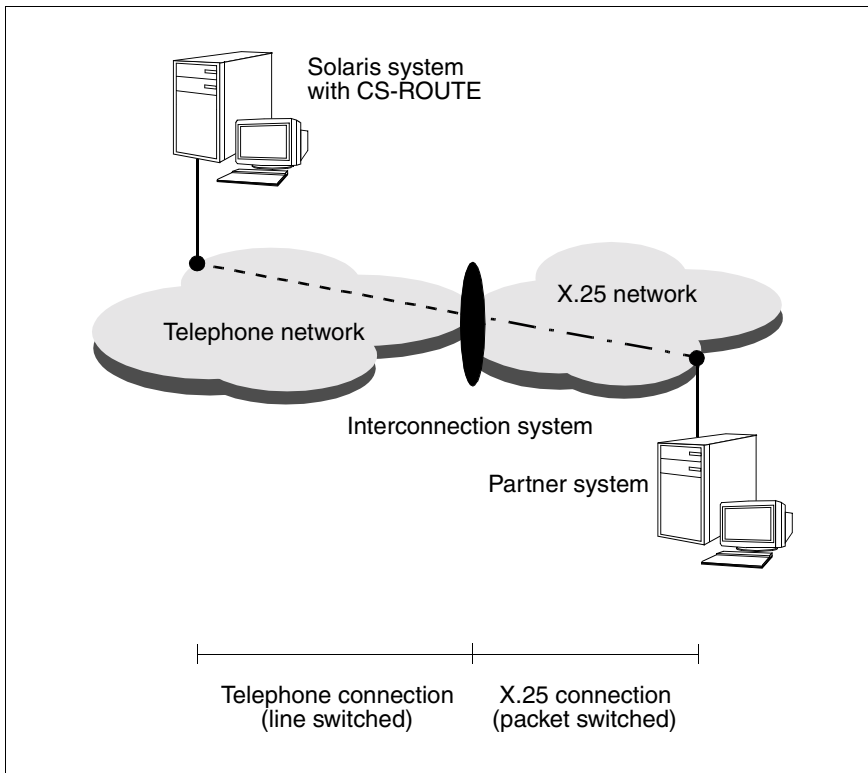 Solaris system
with CS-ROUTE
X.25 network
Telephone network
Interconnection system
Partner system
Telephone connection
(line switched)
X.25 connection
(packet switched)